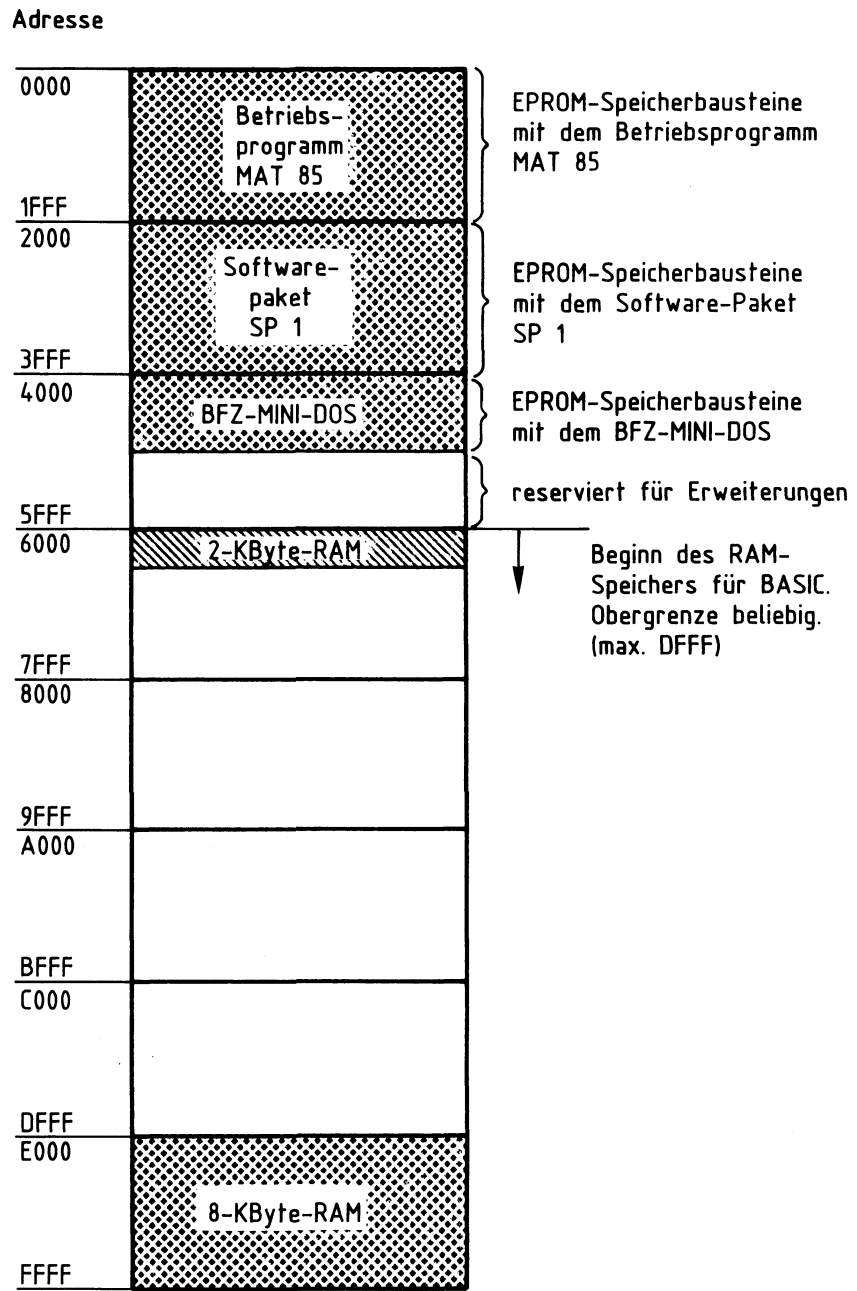 Adresse
0000
Betriebs-
programm
MAT 85
EPROM-Speicherbausteine
mit dem Betriebsprogramm
MAT 85
1FFF
2000
Software-
paket
SP 1
EPROM-Speicherbausteine
mit dem Software-Paket
SP 1
3FFF
4000
BFZ-MINI-DOS
EPROM-Speicherbausteine
mit dem BFZ-MINI-DOS
reserviert für Erweiterungen
5FFF
6000
2-KByte-RAM
Beginn des RAM-
Speichers für BASIC.
Obergrenze beliebig.
(max. DFFF)
7FFF
8000
9FFF
A000
BFFF
C000
DFFF
E000
8-KByte-RAM
FFFF